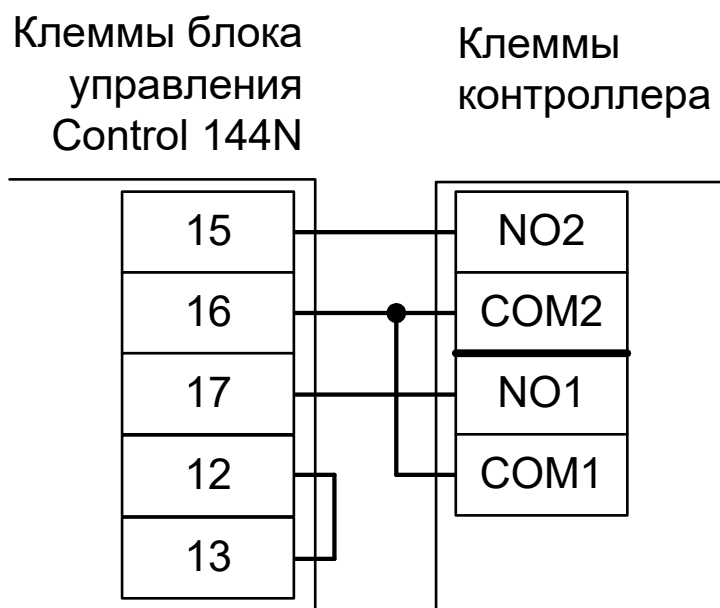 Клеммы блока
управления
Control 144N
Клеммы
контроллера
15
16
17
12
13
NO2
COM2
NO1
COM1